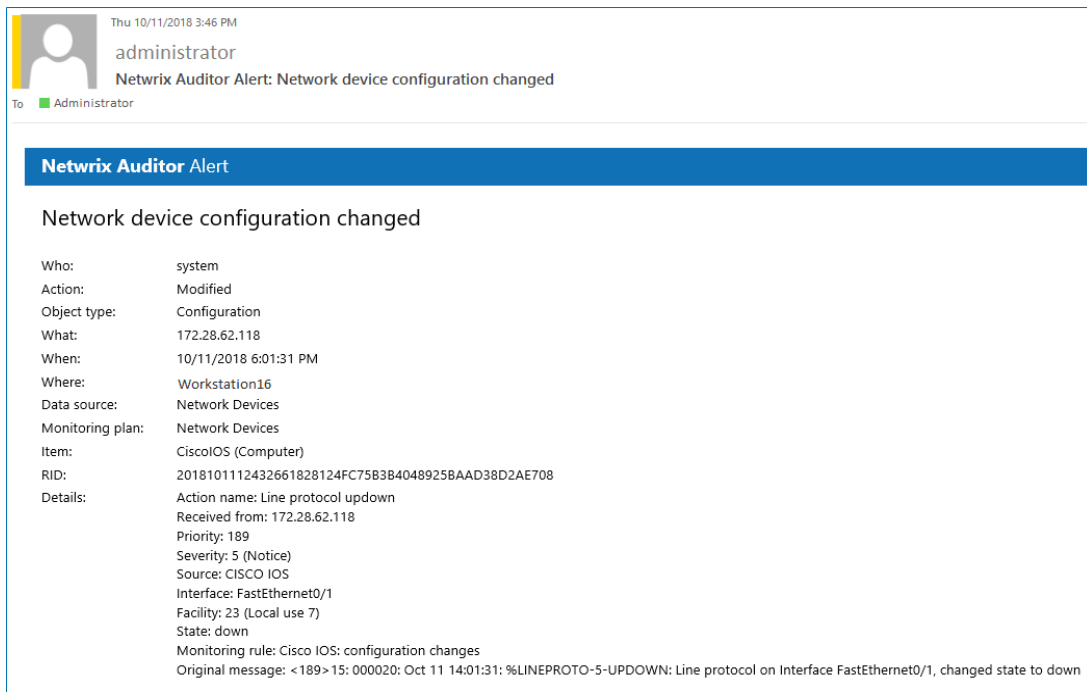 Thu 10/11/2018 3:46 PM
administrator
Netwrix Auditor Alert: Network device configuration changed
To Administrator
Netwrix Auditor Alert
Network device configuration changed
Who: system
Action: Modified
Object type: Configuration
What: 172.28.62.118
When: 10/11/2018 6:01:31 PM
Where: Workstation16
Data source: Network Devices
Monitoring plan: Network Devices
Item: CiscoIOS (Computer)
RID: 2018101112432661828124FC75B3B4048925BAAD38D2AE708
Details: Action name: Line protocol updown
Received from: 172.28.62.118
Priority: 189
Severity: 5 (Notice)
Source: CISCO IOS
Interface: FastEthernet0/1
Facility: 23 (Local use 7)
State: down
Monitoring rule: Cisco IOS: configuration changes
Original message: <189>15: 000020: Oct 11 14:01:31: %LINEPROTO-5-UPDOWN: Line protocol on Interface FastEthernet0/1, changed state to down